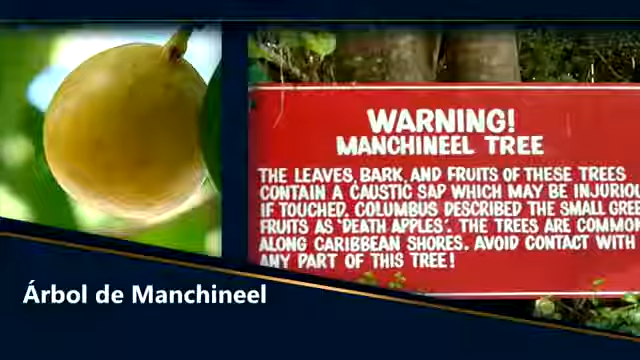 WARNING!
MANCHINEEL TREE
THE LEAVES, BARK, AND FRUITS OF THESE TREES
CONTAIN A CAUSTIC SAP WHICH MAY BE INJURIO
IF TOUCHED. COLUMBUS DESCRIBED THE SMALL GREE
FRUITS AS "DEATH APPLES". THE TREES ARE COMMON
ALONG CARIBBEAN SHORES. AVOID CONTACT WITH
ANY PART OF THIS TREE!
Árbol de Manchineel